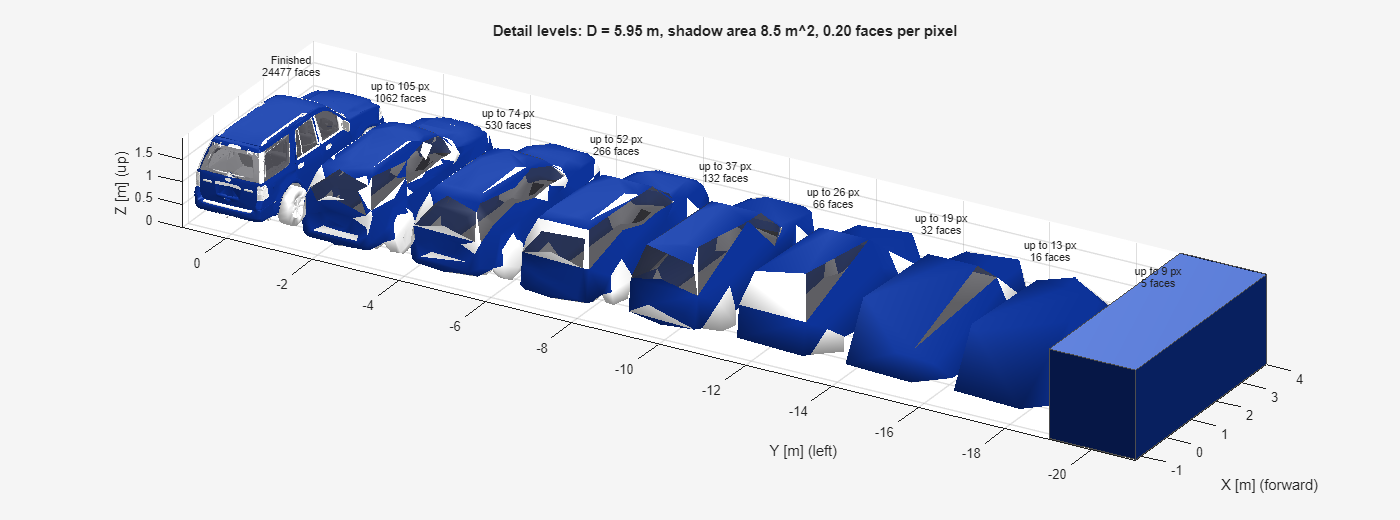 Detail levels: D = 5.95 m, shadow area 8.5 m^2, 0.20 faces per pixel
Finished
24477 faces
up to 105 px
1062 faces
up to 74 px
530 faces
up to 52 px
266 faces
up to 37 px
132 faces
up to 26 px
66 faces
up to 19 px
32 faces
up to 13 px
16 faces
up to 9 px
5 faces
Z [m] (up)
1.5
1
0.5
0
0
-2
-4
-6
-8
-10
-12
-14
-16
-18
-20
Y [m] (left)
-1
0
1
2
3
4
X [m] (forward)